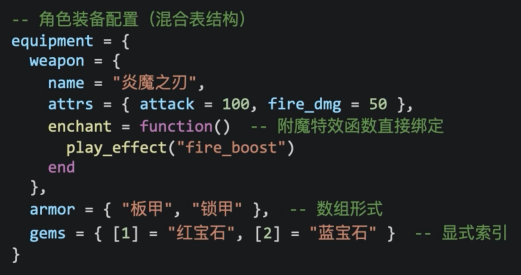 -- 角色装备配置（混合表结构）
equipment = {
  weapon = {
    name = "炎魔之刃",
    attrs = { attack = 100, fire_dmg = 50 },
    enchant = function()  -- 附魔特效函数直接绑定
      play_effect("fire_boost")
    end
  },
  armor = { "板甲", "锁甲" },  -- 数组形式
  gems = { [1] = "红宝石", [2] = "蓝宝石" }  -- 显式索引
}